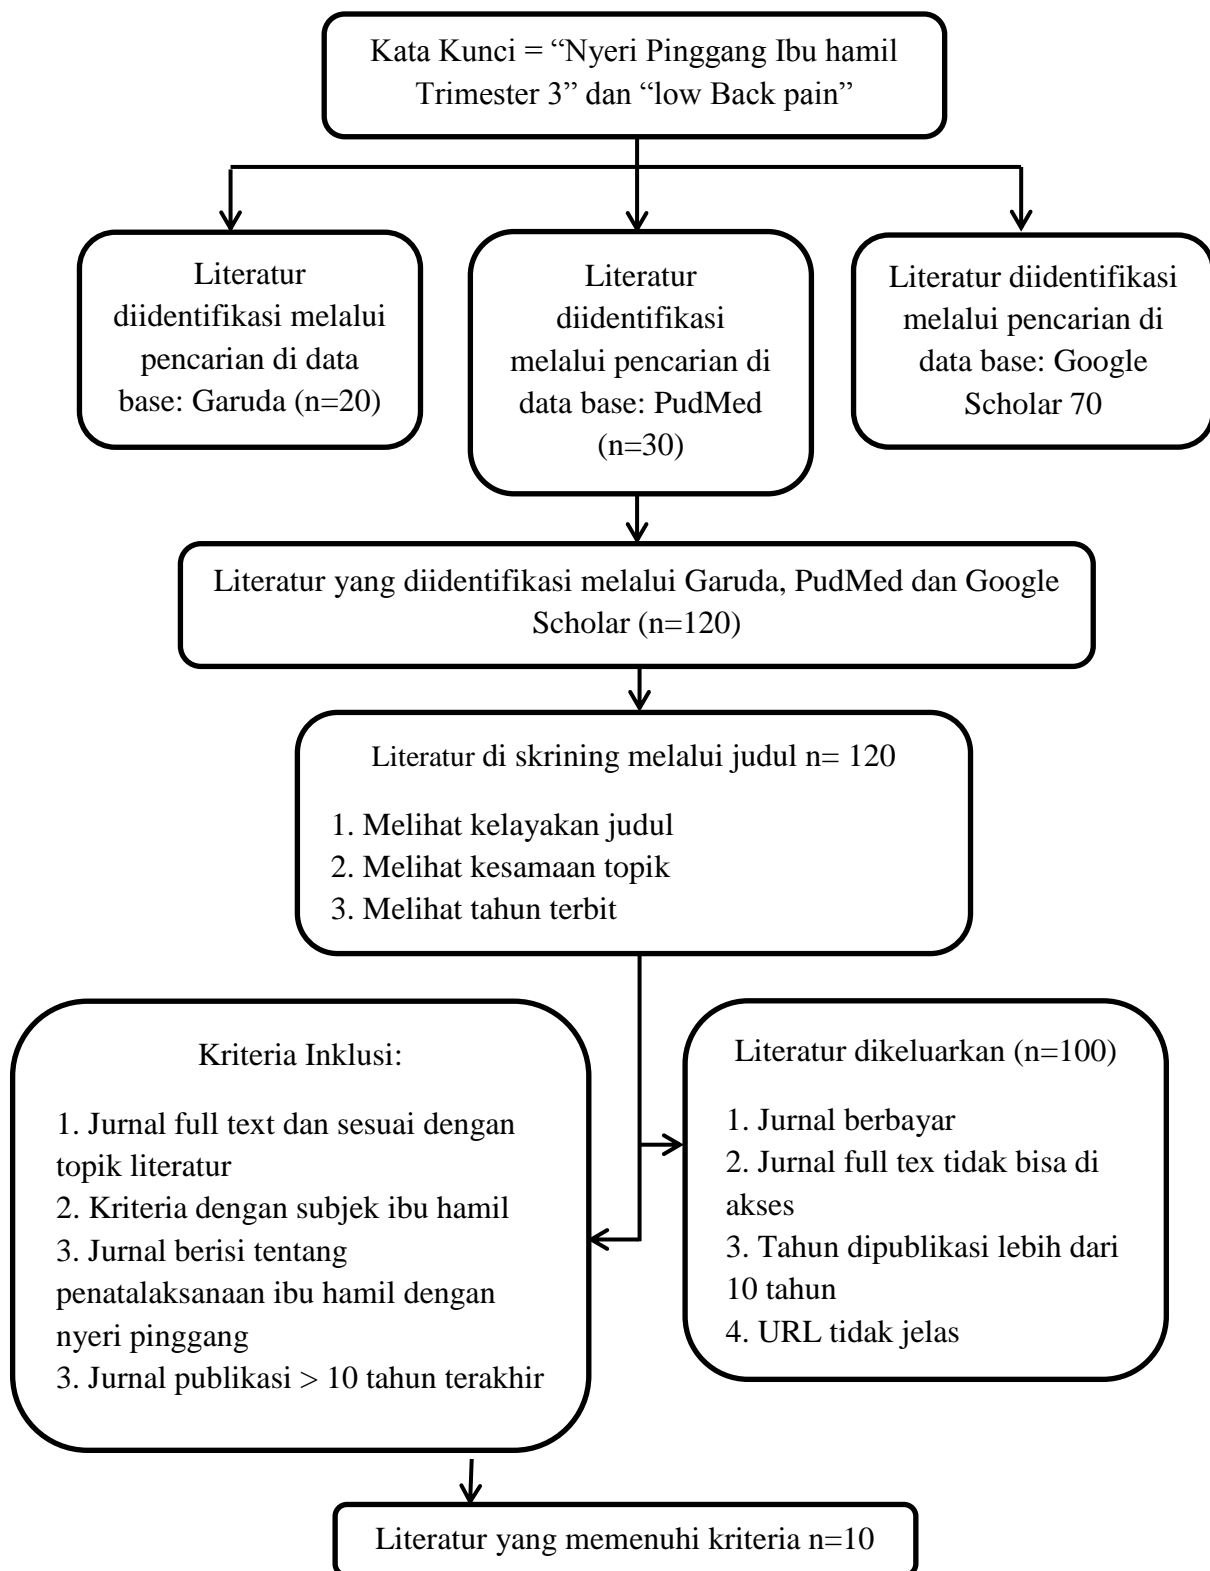 Kata Kunci = “Nyeri Pinggang Ibu hamil
Trimester 3” dan “low Back pain”
Literatur
diidentifikasi melalui
pencarian di data
base: Garuda (n=20)
Literatur
diidentifikasi
melalui pencarian di
data base: PudMed
(n=30)
Literatur diidentifikasi
melalui pencarian di
data base: Google
Scholar 70
Literatur yang diidentifikasi melalui Garuda, PudMed dan Google
Scholar (n=120)
Literatur di skrining melalui judul n= 120
1. Melihat kelayakan judul
2. Melihat kesamaan topik
3. Melihat tahun terbit
Kriteria Inklusi:
1. Jurnal full text dan sesuai dengan
topik literatur
2. Kriteria dengan subjek ibu hamil
3. Jurnal berisi tentang
penatalaksanaan ibu hamil dengan
nyeri pinggang
3. Jurnal publikasi > 10 tahun terakhir
Literatur dikeluarkan (n=100)
1. Jurnal berbayar
2. Jurnal full tex tidak bisa di
akses
3. Tahun dipublikasi lebih dari
10 tahun
4. URL tidak jelas
Literatur yang memenuhi kriteria n=10